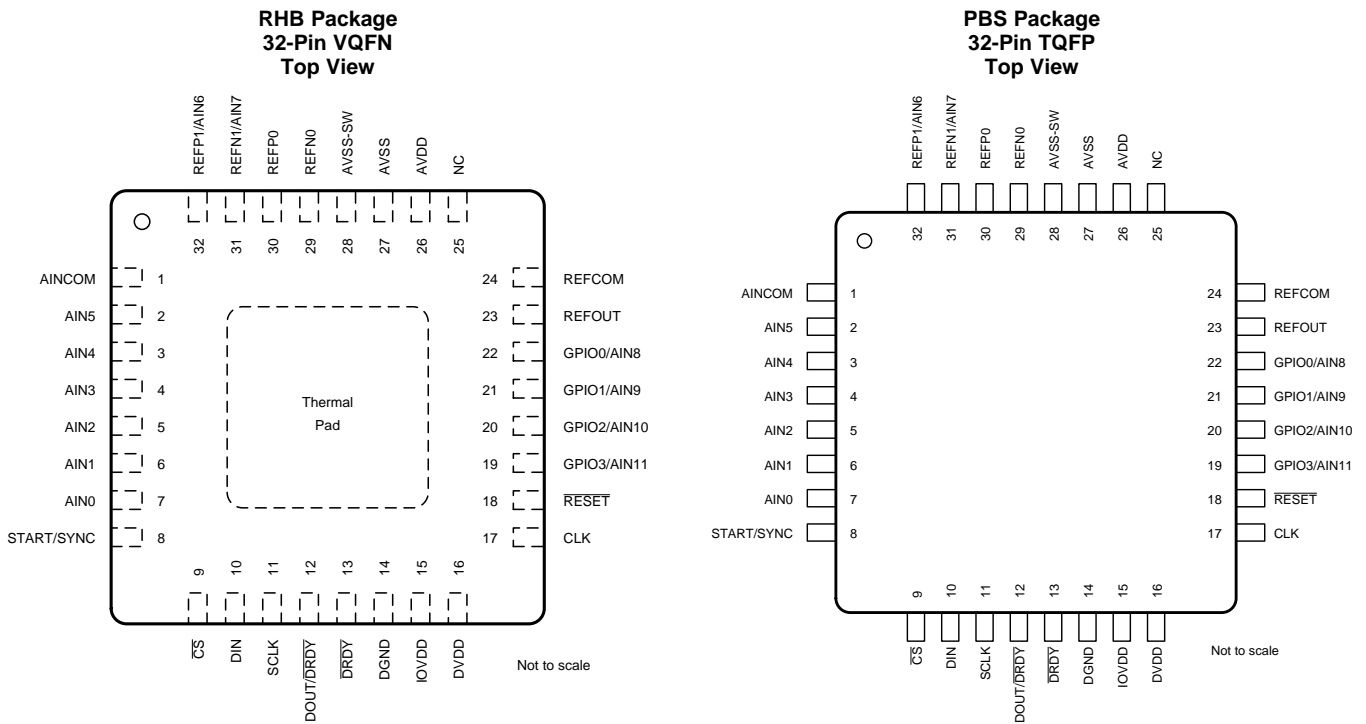 RHB Package
32-Pin VQFN
Top View
REFP1/AIN6
REFN1/AIN7
REFP0
REFN0
AVSS-SW
AVSS
AVDD
NC
32
31
30
29
28
27
26
25
AINCOM 1
AIN5 2
AIN4 3
AIN3 4
AIN2 5
AIN1 6
AIN0 7
START/SYNC 8
Thermal
Pad
24 REFCOM
23 REFOUT
22 GPIO0/AIN8
21 GPIO1/AIN9
20 GPIO2/AIN10
19 GPIO3/AIN11
18 RESET
17 CLK
9
10
11
12
13
14
15
16
CS
DIN
SCLK
DOUT/DRDY
DRDY
DGND
IOVDD
DVDD
Not to scale
PBS Package
32-Pin TQFP
Top View
REFP1/AIN6
REFN1/AIN7
REFP0
REFN0
AVSS-SW
AVSS
AVDD
NC
32
31
30
29
28
27
26
25
AINCOM 1
AIN5 2
AIN4 3
AIN3 4
AIN2 5
AIN1 6
AIN0 7
START/SYNC 8
24 REFCOM
23 REFOUT
22 GPIO0/AIN8
21 GPIO1/AIN9
20 GPIO2/AIN10
19 GPIO3/AIN11
18 RESET
17 CLK
9
10
11
12
13
14
15
16
CS
DIN
SCLK
DOUT/DRDY
DRDY
DGND
IOVDD
DVDD
Not to scale